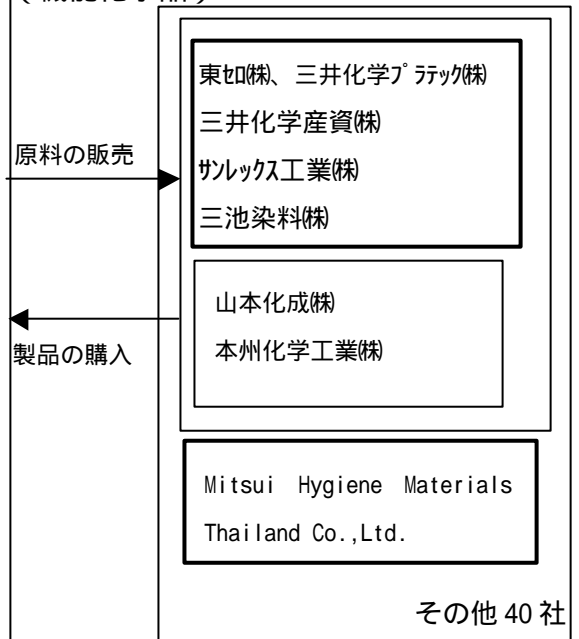 東ｾﾛ㈱、三井化学ﾌﾟﾗﾃｯｸ㈱
三井化学産資㈱
原料の販売
ｻﾝﾚｯｸｽ工業㈱
三池染料㈱
山本化成㈱
製品の購入
本州化学工業㈱
Mitsui Hygiene Materials
Thailand Co.,Ltd.
その他 40 社